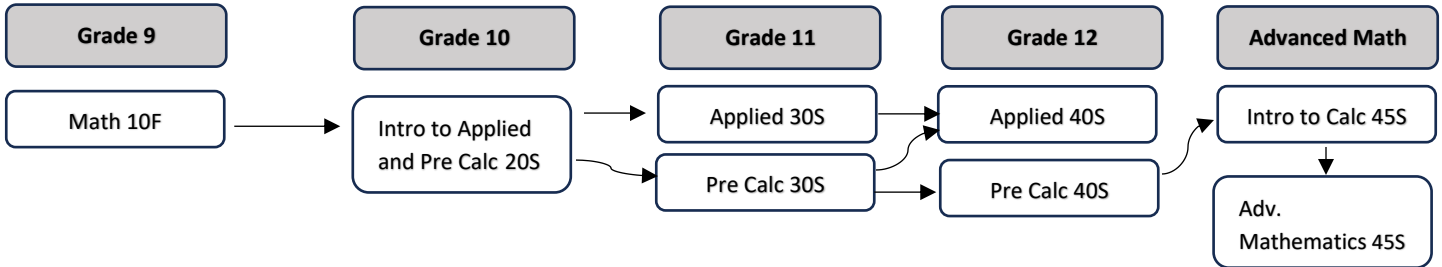 Grade 9
Grade 10
Grade 11
Grade 12
Advanced Math
Math 10F
Intro to Applied
and Pre Calc 20S
Applied 30S
Applied 40S
Intro to Calc 45S
Pre Calc 30S
Pre Calc 40S
Adv.
Mathematics 45S